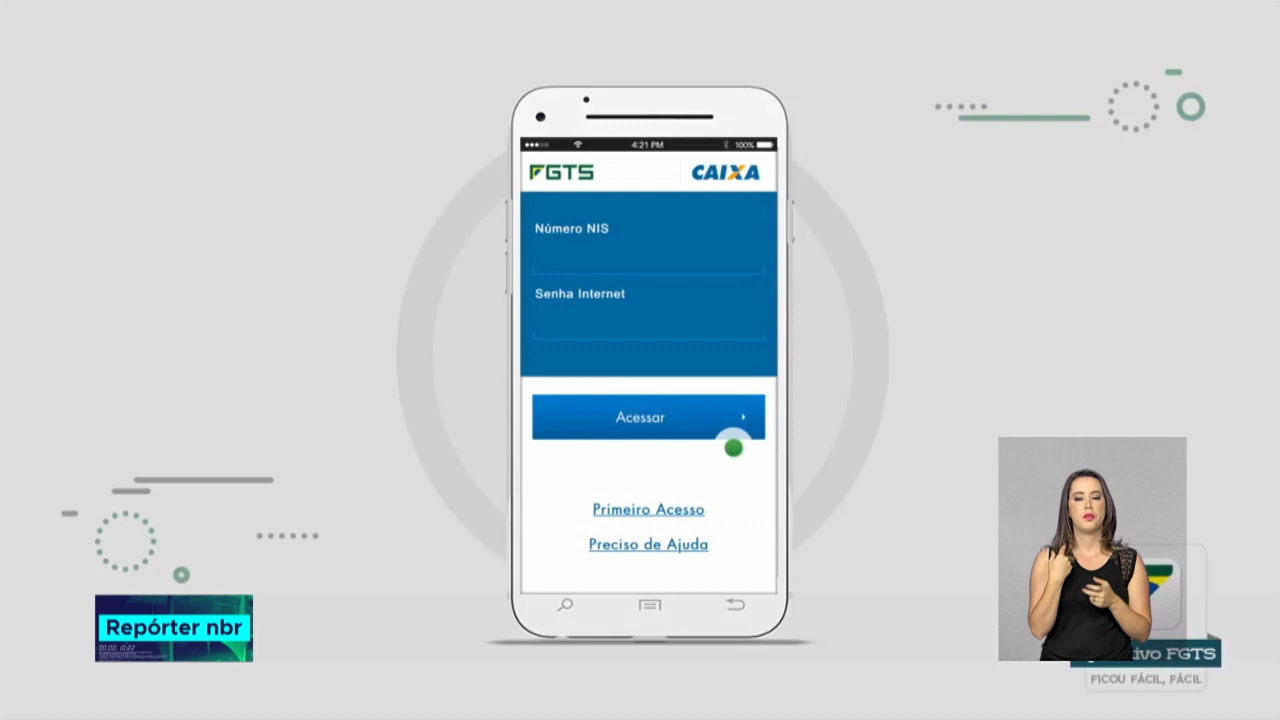 4:21 PM
100%
FGTS
CAIXA
Número NIS
Senha Internet
Acessar
Primeiro Acesso
Preciso de Ajuda
Repórter nbr
ivo FGTS
FICOU FÁCIL, FÁCIL